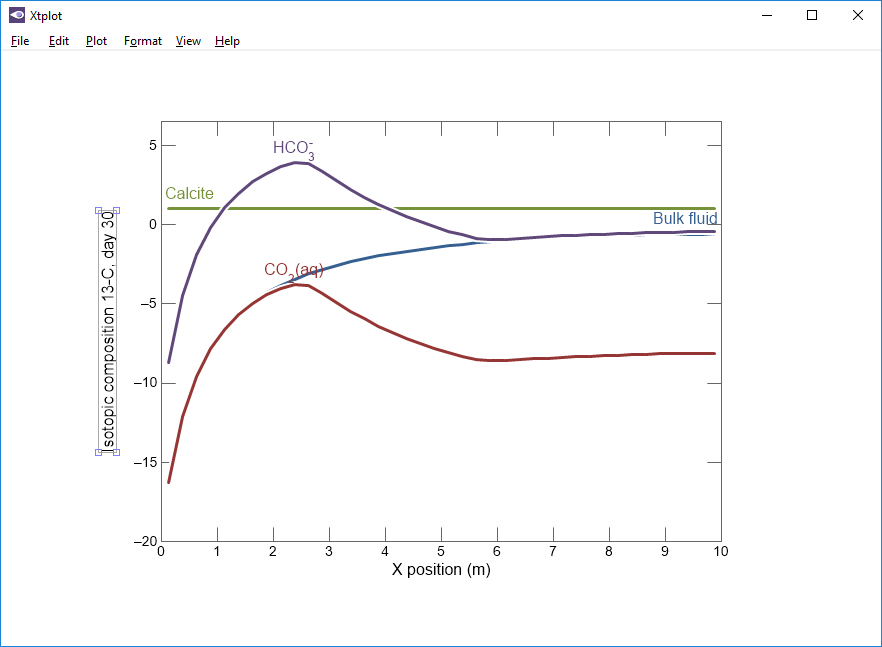 Xtplot
File Edit Plot Format View Help
HCO₃⁻
Calcite
Bulk fluid
CO₂(aq)
Isotopic composition 13-C, day 30
5
0
–5
–10
–15
–20
0 1 2 3 4 5 6 7 8 9 10
X position (m)